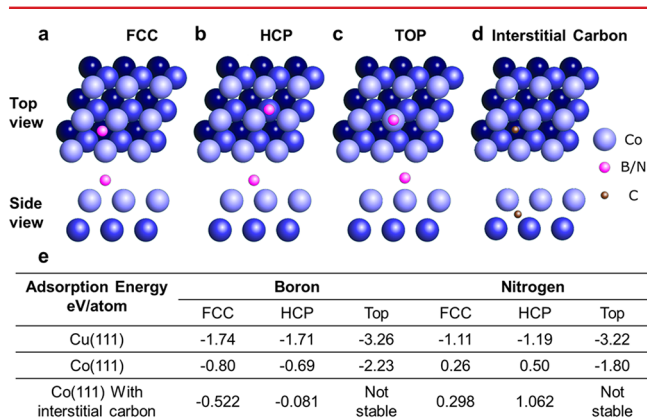 a FCC b HCP c TOP d Interstitial Carbon
Top view
Co
B/N
C
Side view
e
Adsorption Energy eV/atom Boron Nitrogen
FCC HCP Top FCC HCP Top
Cu(111) -1.74 -1.71 -3.26 -1.11 -1.19 -3.22
Co(111) -0.80 -0.69 -2.23 0.26 0.50 -1.80
Co(111) With interstitial carbon -0.522 -0.081 Not stable 0.298 1.062 Not stable